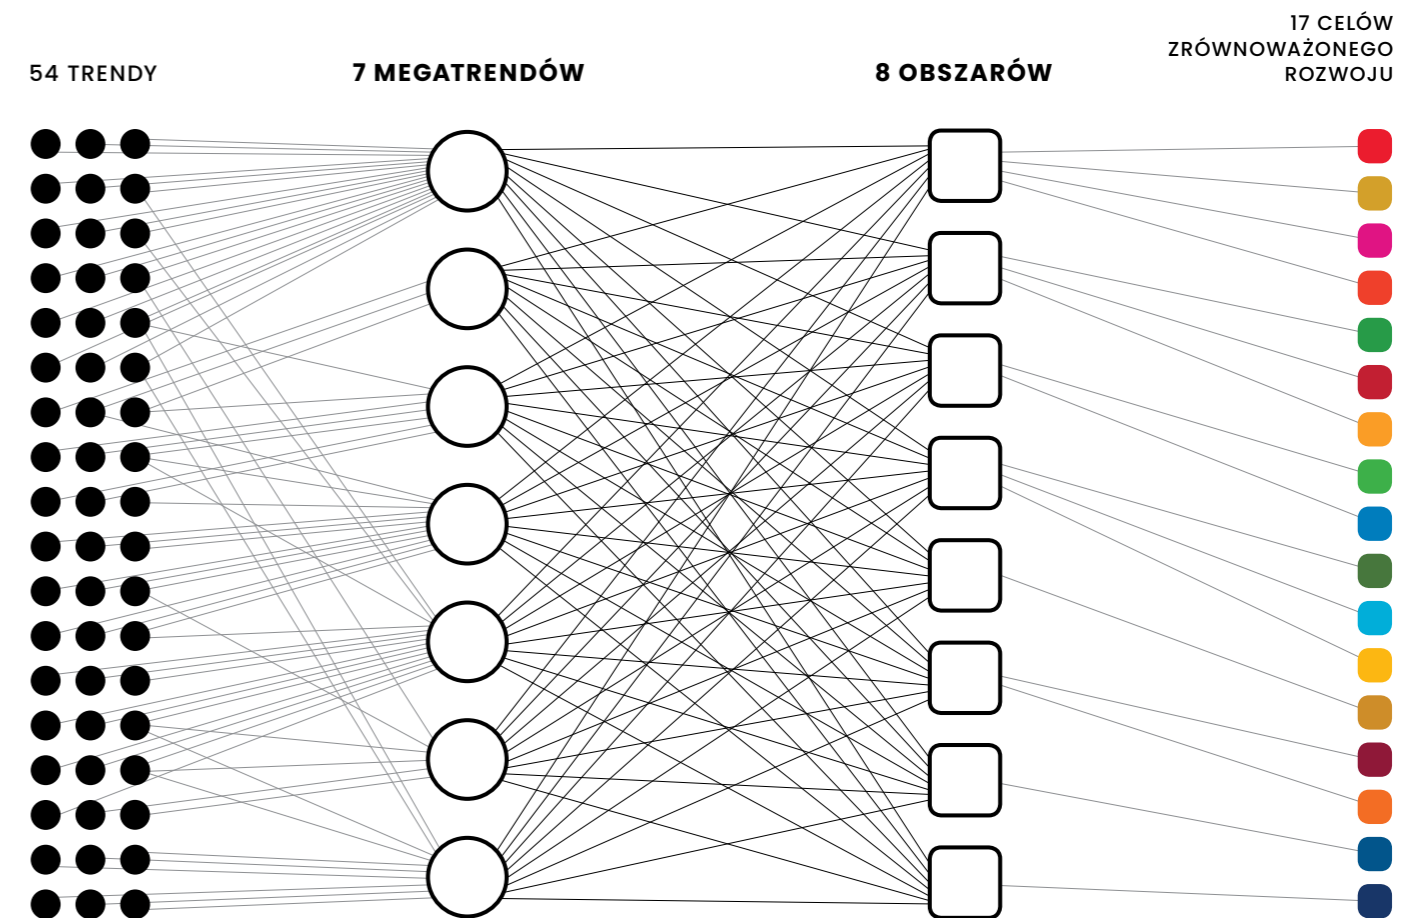 54 TRENDY
7 MEGATRENDÓW
8 OBSZARÓW
17 CELÓW
ZRÓWNOWAŻONEGO
ROZWOJU